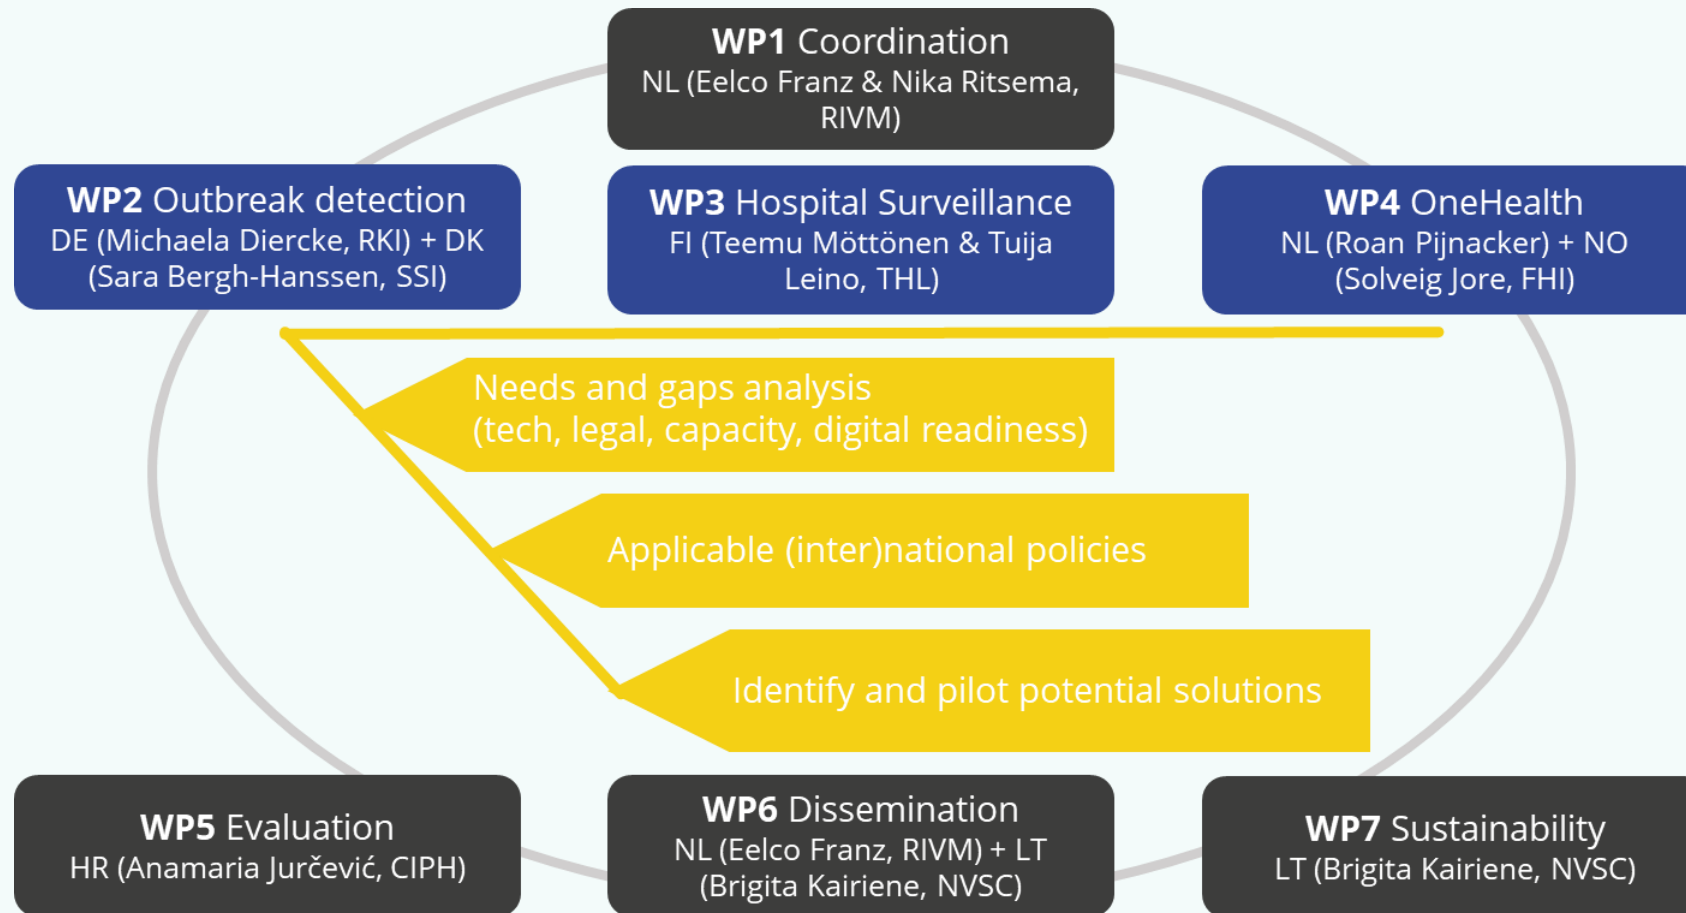 WP1 Coordination
NL (Eelco Franz & Nika Ritsema,
RIVM)
WP2 Outbreak detection
DE (Michaela Diercke, RKI) + DK
(Sara Bergh-Hanssen, SSI)
WP3 Hospital Surveillance
FI (Teemu Möttönen & Tuija
Leino, THL)
WP4 OneHealth
NL (Roan Pijnacker) + NO
(Solveig Jore, FHI)
Needs and gaps analysis
(tech, legal, capacity, digital readiness)
Applicable (inter)national policies
Identify and pilot potential solutions
WP5 Evaluation
HR (Anamaria Jurčević, CIPH)
WP6 Dissemination
NL (Eelco Franz, RIVM) + LT
(Brigita Kairiene, NVSC)
WP7 Sustainability
LT (Brigita Kairiene, NVSC)